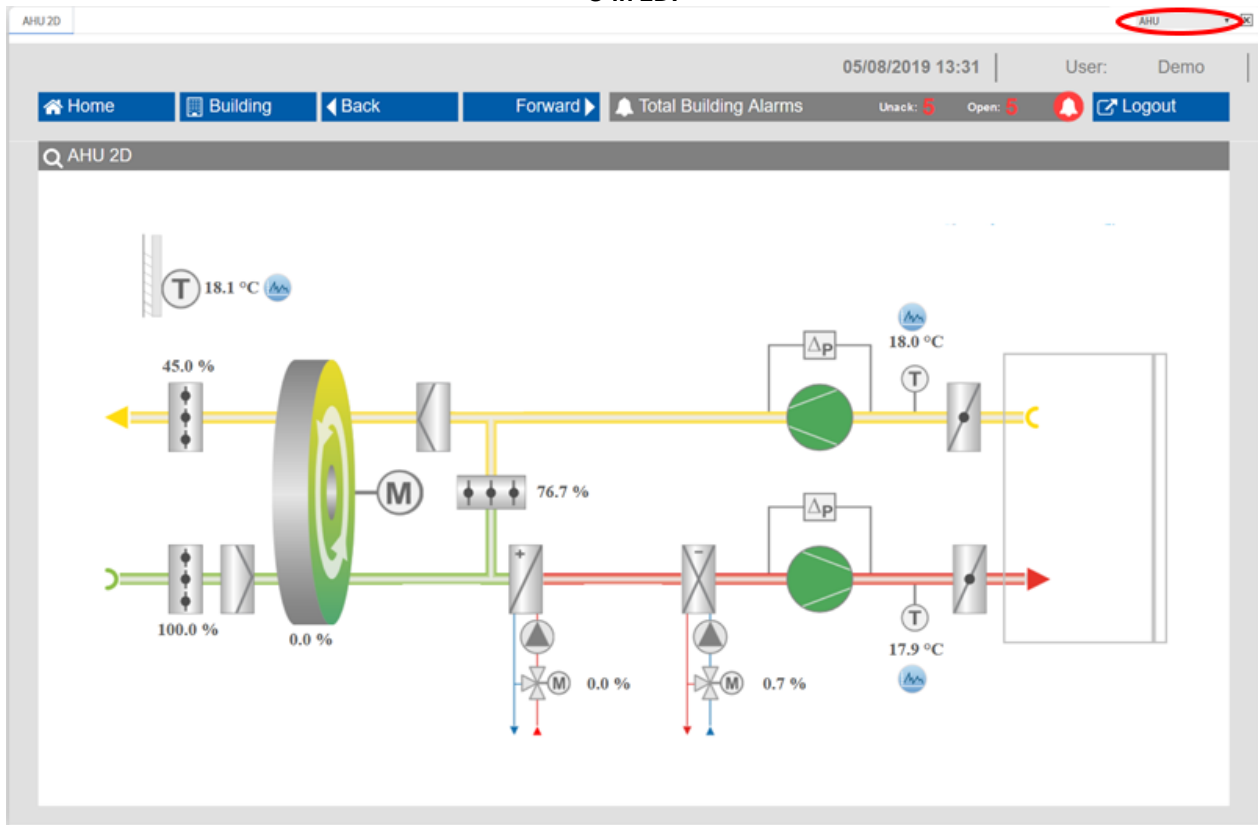 AHU 2D
AHU
05/08/2019 13:31 User: Demo
Home Building Back Forward Total Building Alarms Unack: 5 Open: 5 Logout
AHU 2D
T 18.1 °C
18.0 °C
45.0 %
ΔP
T
M
76.7 %
ΔP
+
-
100.0 %
0.0 %
T
17.9 °C
M 0.0 %
M 0.7 %